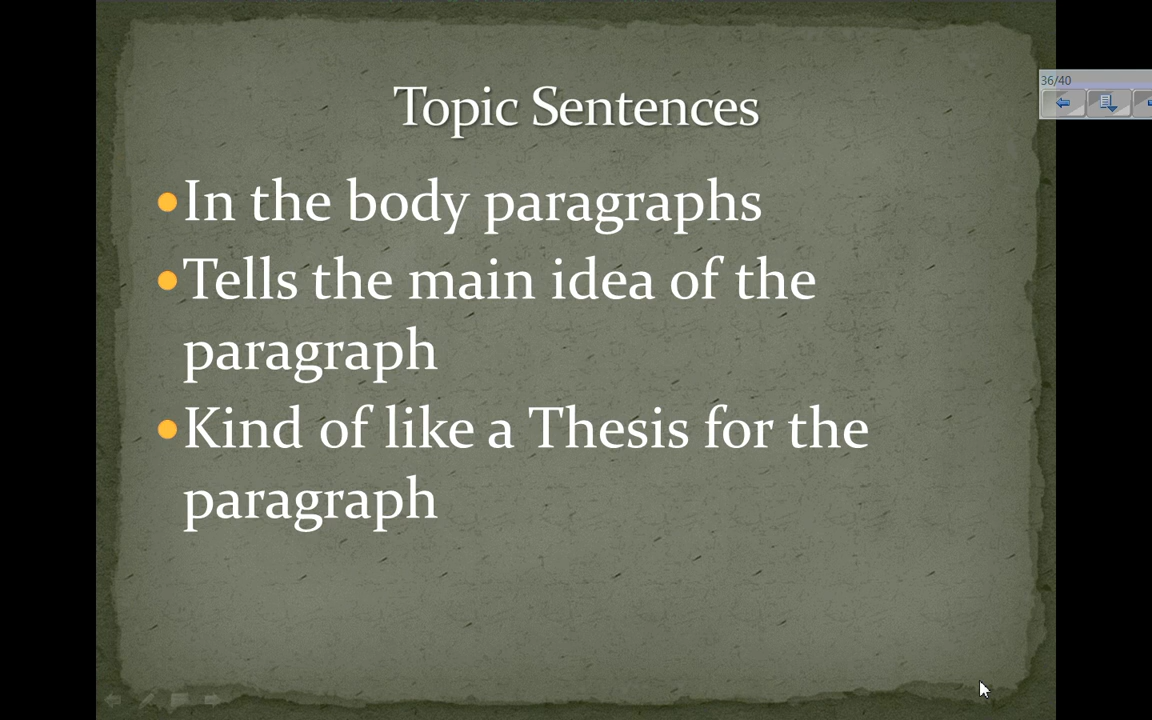 Topic Sentences
36/40
In the body paragraphs
Tells the main idea of the
paragraph
Kind of like a Thesis for the
paragraph